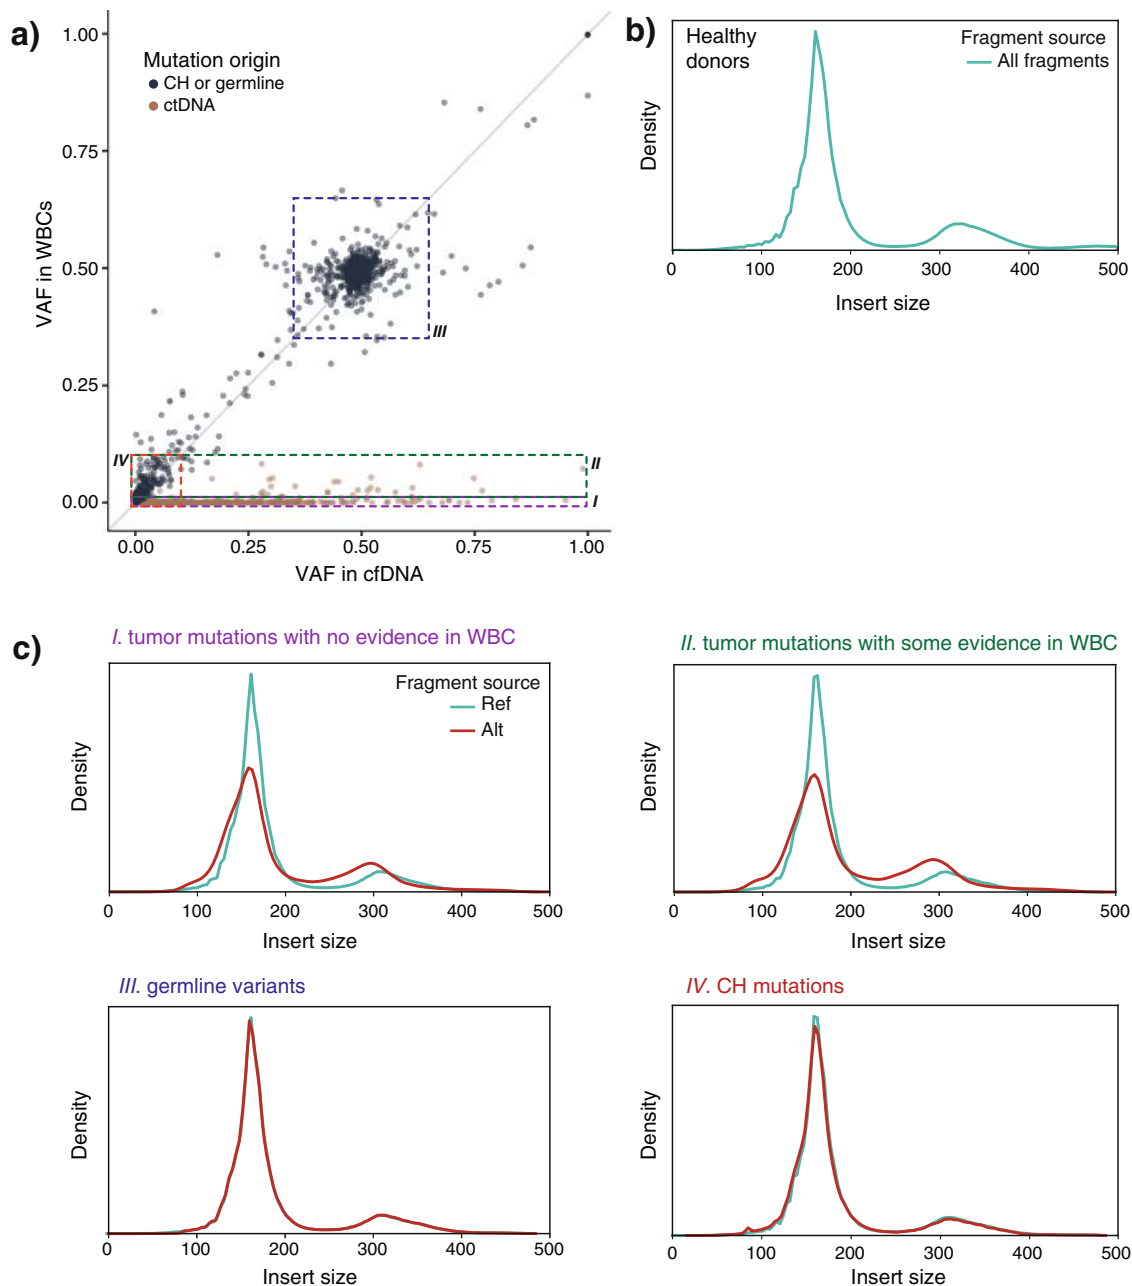 a)
1.00
0.75
0.50
0.25
0.00
VAF in WBCs
Mutation origin
CH or germline
ctDNA
III
IV
II
I
0.00 0.25 0.50 0.75 1.00
VAF in cfDNA
b)
Healthy
donors
Fragment source
All fragments
Density
0 100 200 300 400 500
Insert size
c)
I. tumor mutations with no evidence in WBC
Fragment source
Ref
Alt
Density
0 100 200 300 400 500
Insert size
II. tumor mutations with some evidence in WBC
Density
0 100 200 300 400 500
Insert size
III. germline variants
Density
0 100 200 300 400 500
Insert size
IV. CH mutations
Density
0 100 200 300 400 500
Insert size